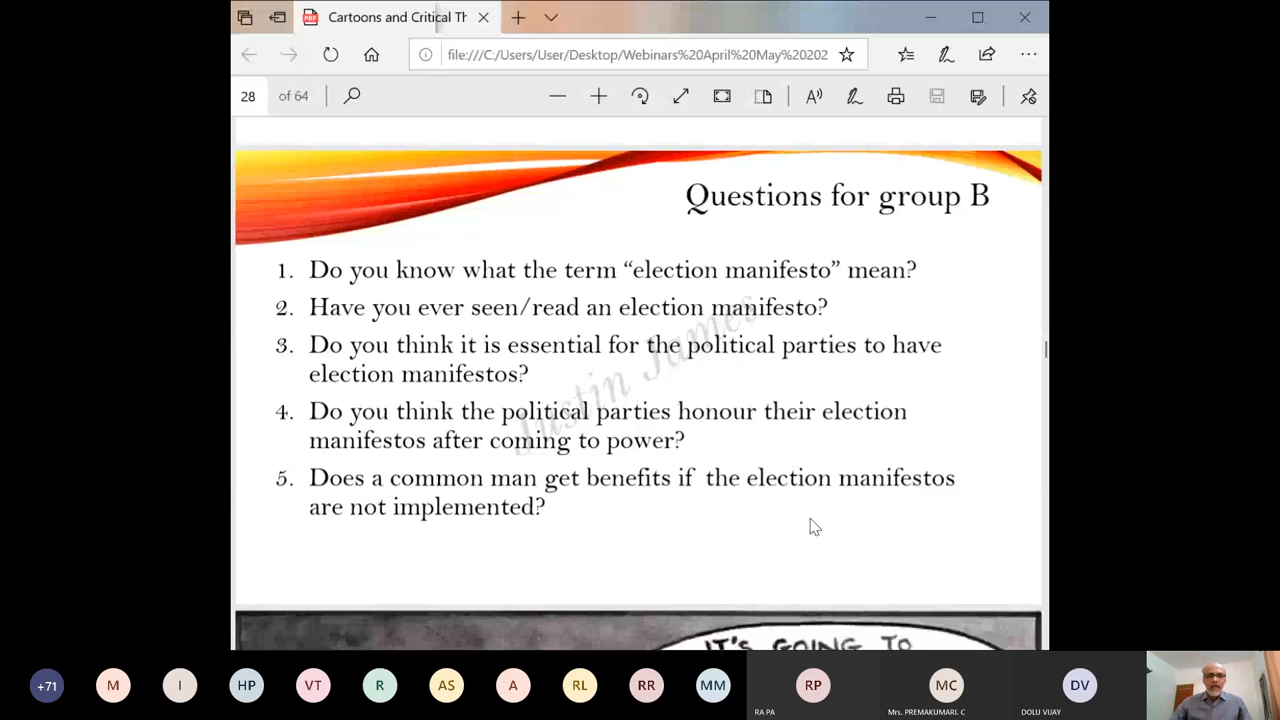 Cartoons and Critical Th
file:///C:/Users/User/Desktop/Webinars%20April%20May%20202
28 of 64
Questions for group B
1. Do you know what the term “election manifesto” mean?
2. Have you ever seen/read an election manifesto?
3. Do you think it is essential for the political parties to have
election manifestos?
4. Do you think the political parties honour their election
manifestos after coming to power?
5. Does a common man get benefits if the election manifestos
are not implemented?
Justin James
IT'S GOING TO
+71 M I HP VT R AS A RL RR MM RP MC DV
RA PA Mrs. PREMAKUMARI. C DOLU VIJAY